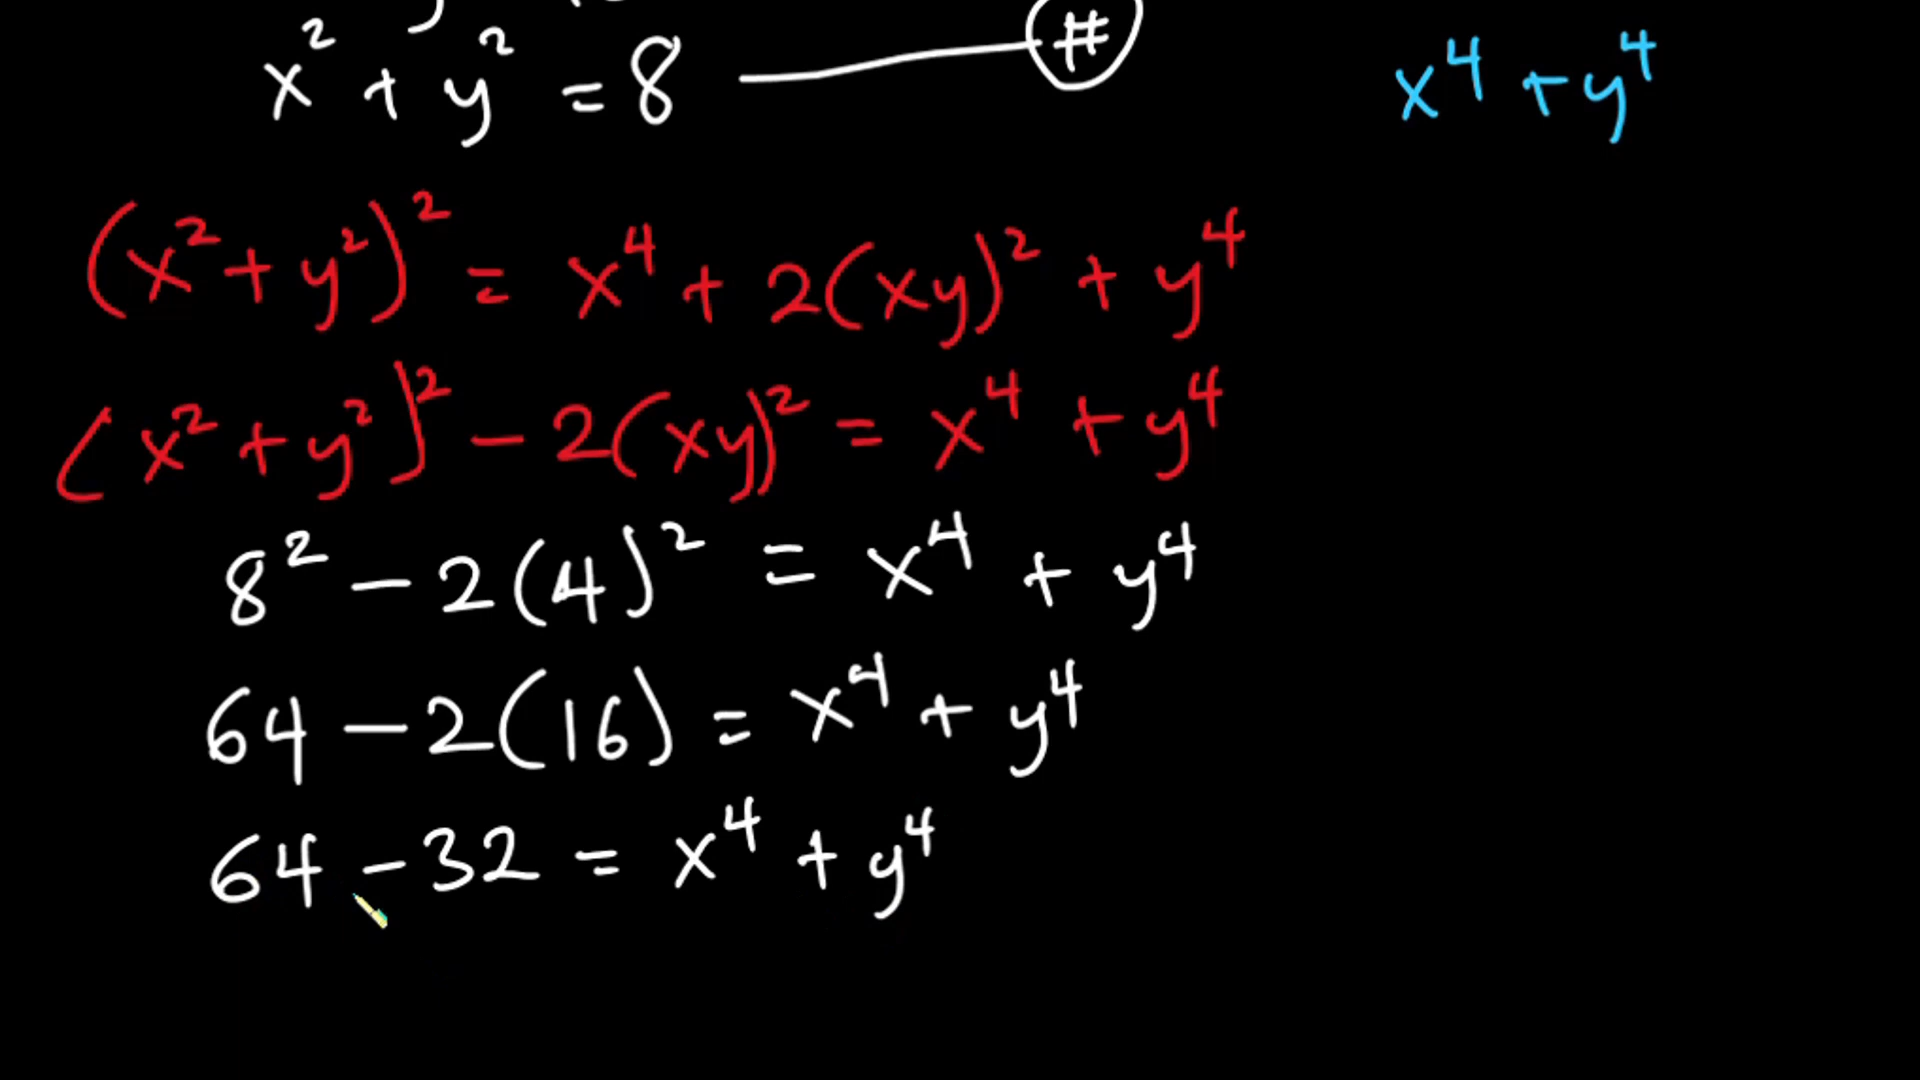 x² + y² = 8 ——— #
x⁴ + y⁴
(x² + y²)² = x⁴ + 2(xy)² + y⁴
(x² + y²)² − 2(xy)² = x⁴ + y⁴
8² − 2(4)² = x⁴ + y⁴
64 − 2(16) = x⁴ + y⁴
64 − 32 = x⁴ + y⁴